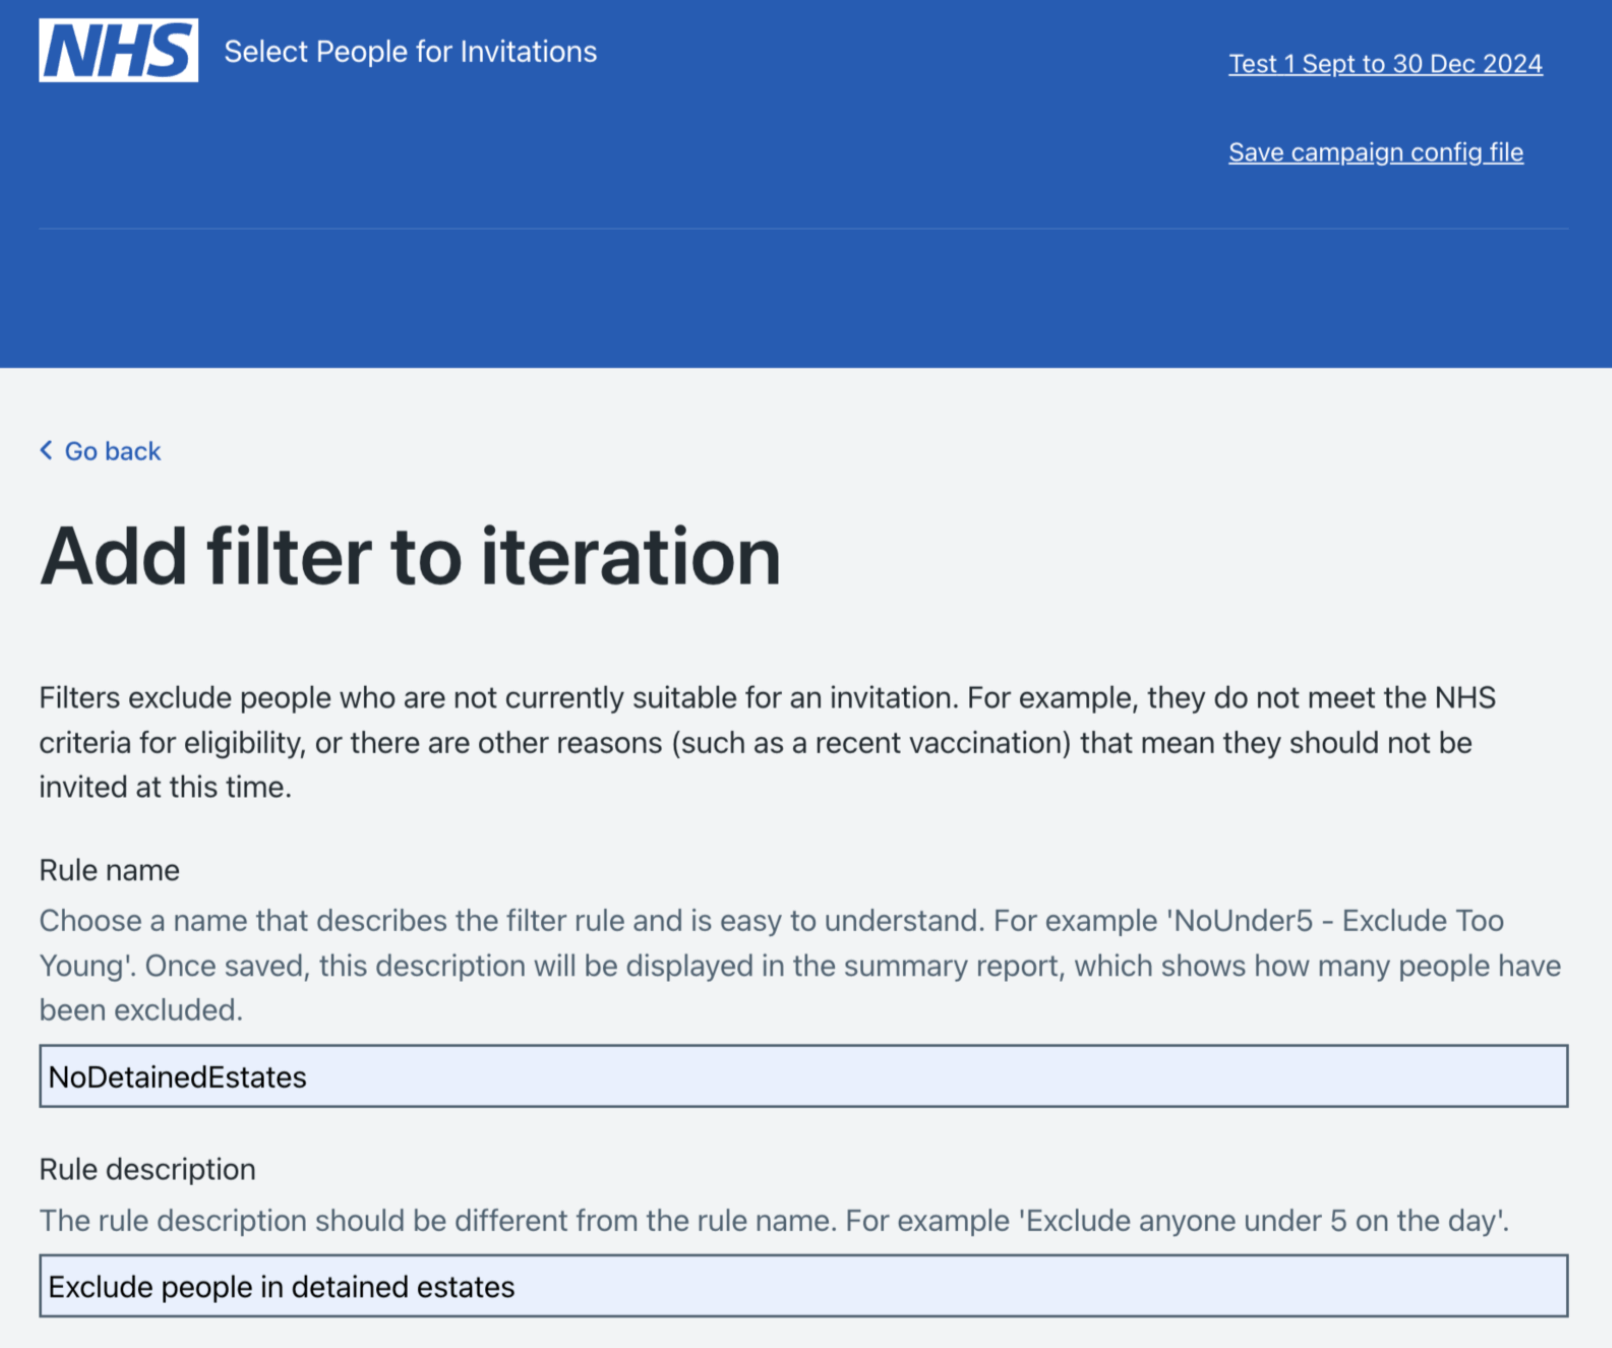 NHS Select People for Invitations
Test 1 Sept to 30 Dec 2024
Save campaign config file
Go back
Add filter to iteration
Filters exclude people who are not currently suitable for an invitation. For example, they do not meet the NHS
criteria for eligibility, or there are other reasons (such as a recent vaccination) that mean they should not be
invited at this time.
Rule name
Choose a name that describes the filter rule and is easy to understand. For example 'NoUnder5 - Exclude Too
Young'. Once saved, this description will be displayed in the summary report, which shows how many people have
been excluded.
NoDetainedEstates
Rule description
The rule description should be different from the rule name. For example 'Exclude anyone under 5 on the day'.
Exclude people in detained estates